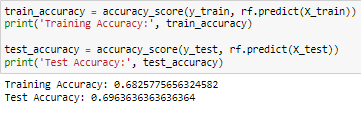 train_accuracy = accuracy_score(y_train, rf.predict(X_train))
print('Training Accuracy:', train_accuracy)
test_accuracy = accuracy_score(y_test, rf.predict(X_test))
print('Test Accuracy:', test_accuracy)
Training Accuracy: 0.6825775656324582
Test Accuracy: 0.6963636363636364